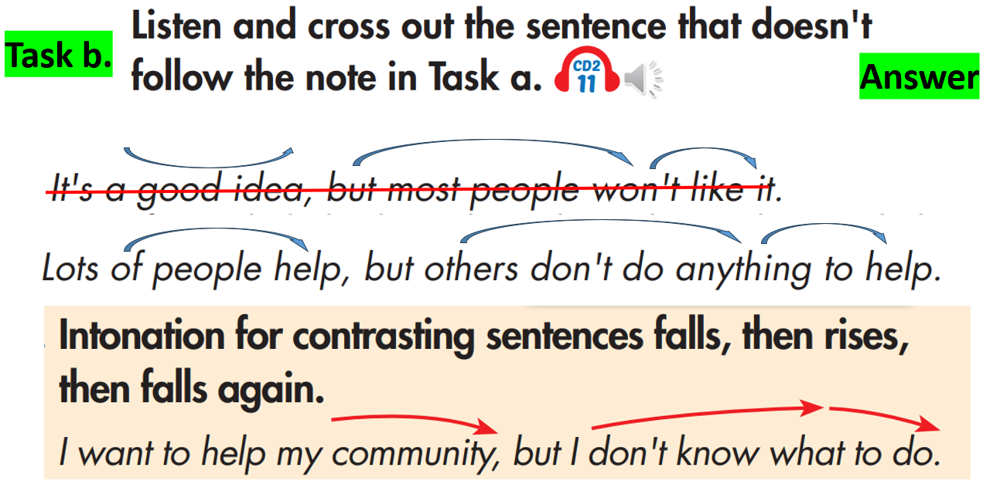 Listen and cross out the sentence that doesn't
Task b.
follow the note in Task a.
CD2
11
Answer
It's a good idea, but most people won't like it.
Lots of people help, but others don't do anything to help.
Intonation for contrasting sentences falls, then rises,
then falls again.
I want to help my community, but I don't know what to do.